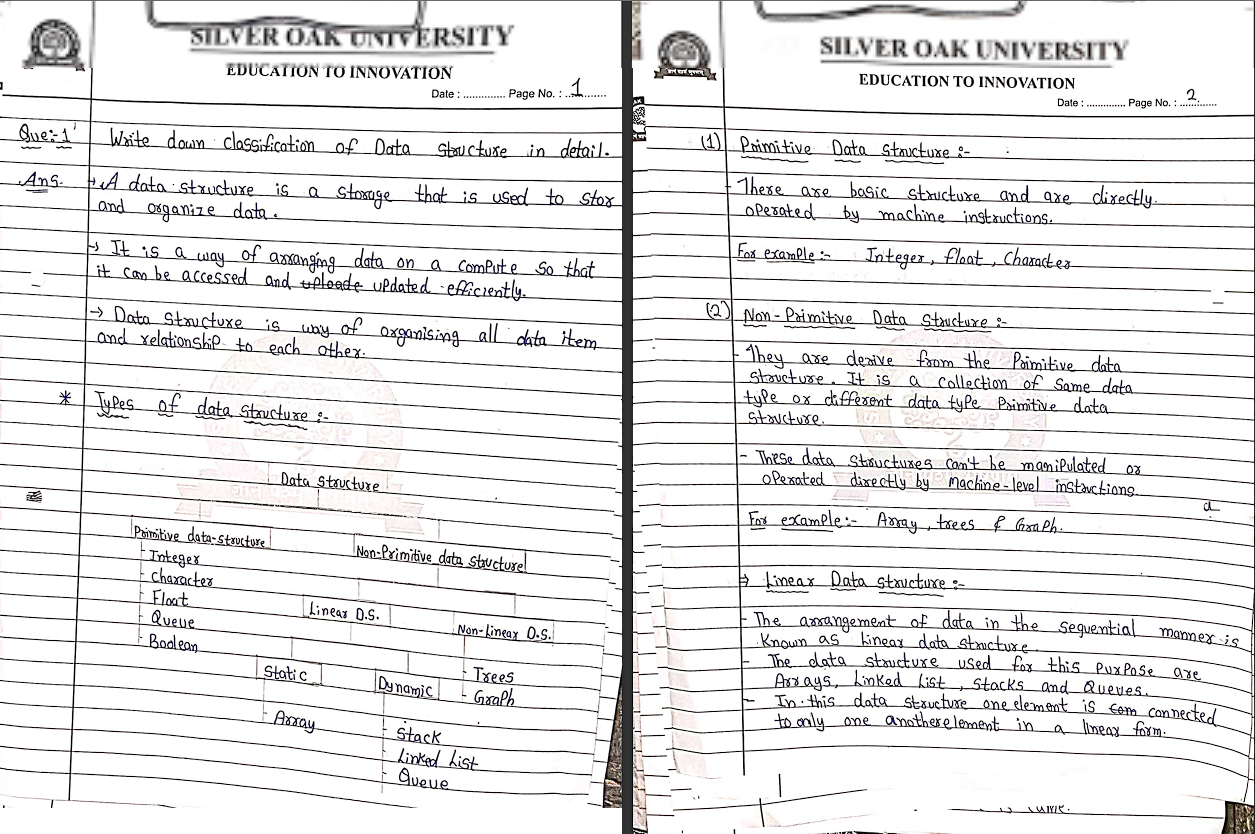 SILVER OAK UNIVERSITY
EDUCATION TO INNOVATION
Date : .............. Page No. : ..1........
Que:-1 Write down classification of Data structure in detail.
Ans. → A data structure is a storage that is used to stor
and organize data.
→ It is a way of arranging data on a compute so that
it can be accessed and uploade updated efficiently.
→ Data structure is way of organising all data item
and relationship to each other.
* Types of data structure :-
Data structure
Primitive data-structure
Non-Primitive data structure
- Integer
- character
- Float
- Queue
- Boolean
Linear D.S.
Non-Linear D.S.
Static
Dynamic
- Trees
- Graph
- Array
- Stack
- Linked List
- Queue
SILVER OAK UNIVERSITY
EDUCATION TO INNOVATION
Date : ............. Page No. : ..2.......
(1) Primitive Data Structure :-
- There are basic structure and are directly
operated by machine instructions.
For example :- Integer, float, Character
(2) Non-Primitive Data Structure :-
- They are derive from the Primitive data
structure. It is a collection of same data
type or different data type Primitive data
structure.
- These data structures can't be manipulated or
operated directly by Machine-level instructions.
a
For example:- Array, trees & Graph.
⇒ Linear Data structure :-
- The arrangement of data in the sequential manner is
known as linear data structure.
- The data structure used for this purpose are
Arrays, Linked List, Stacks and Queues.
- In this data structure one element is com connected
to only one another element in a linear form.